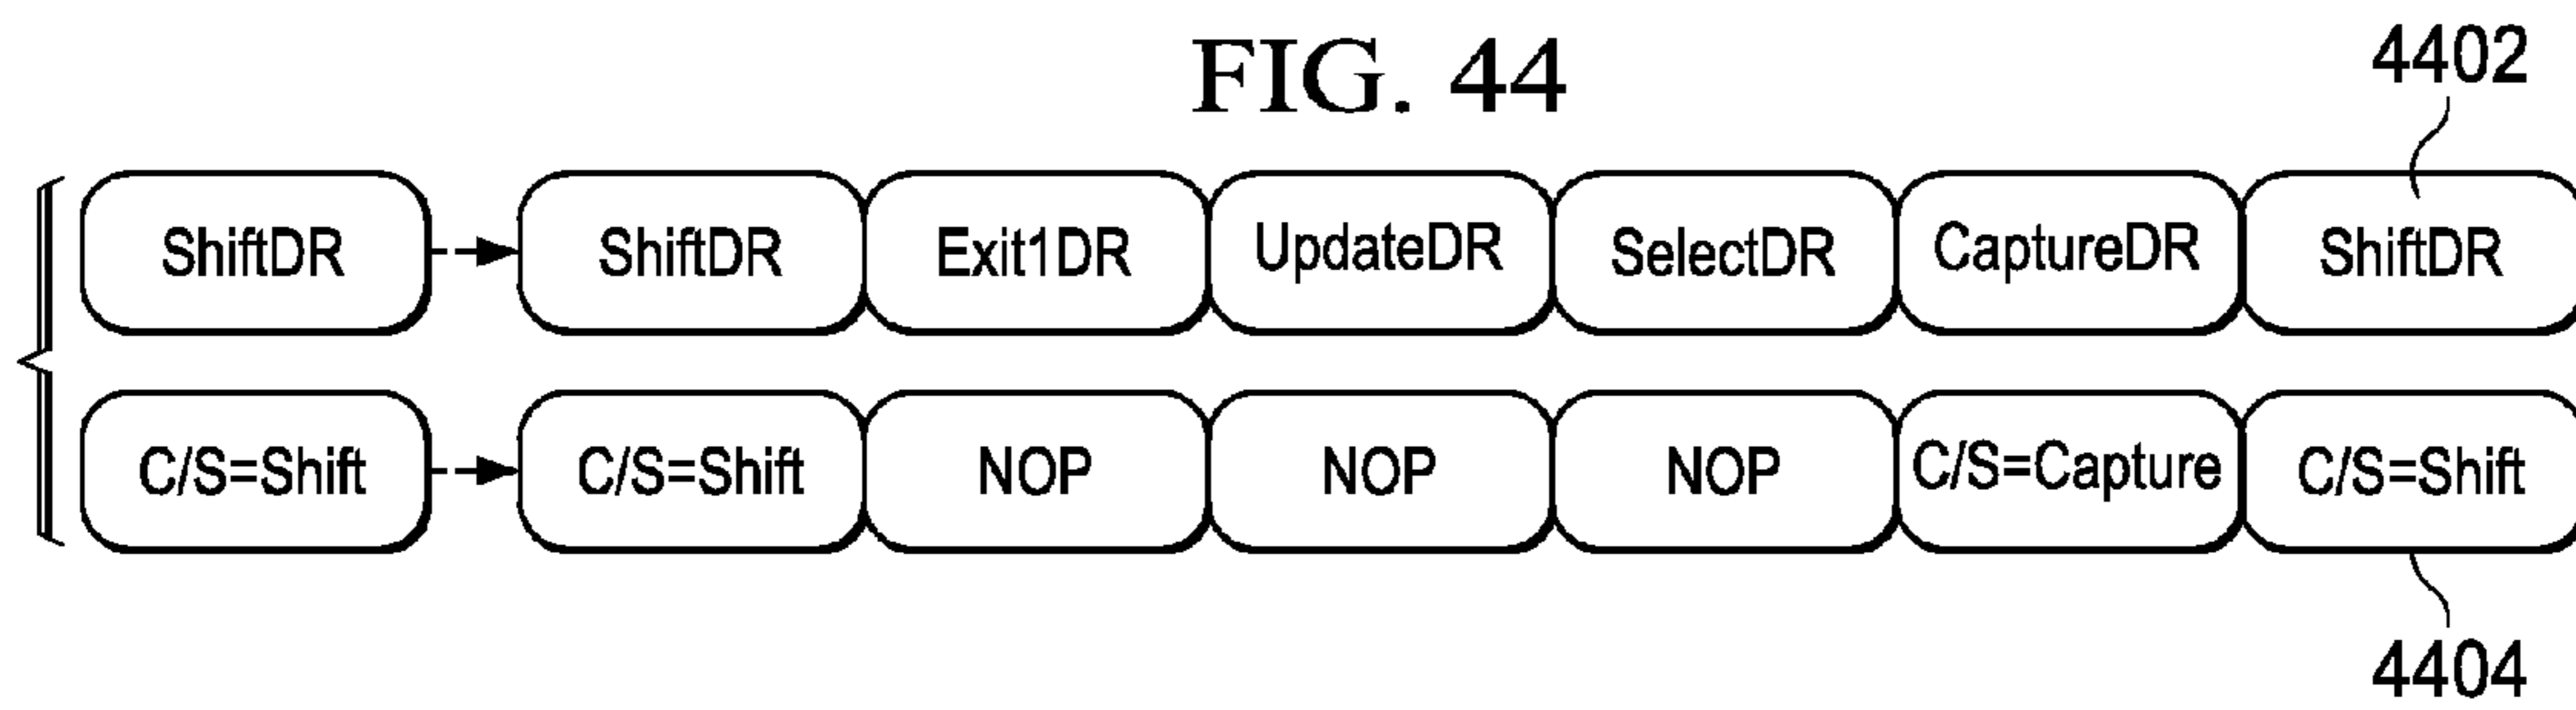 FIG. 44
4402
ShiftDR ShiftDR Exit1DR UpdateDR SelectDR CaptureDR ShiftDR
C/S=Shift C/S=Shift NOP NOP NOP C/S=Capture C/S=Shift
4404